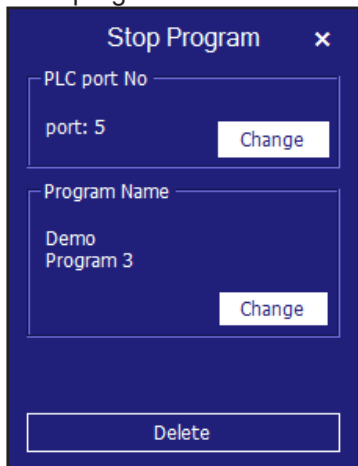 Stop Program ×
PLC port No
port: 5
Change
Program Name
Demo
Program 3
Change
Delete